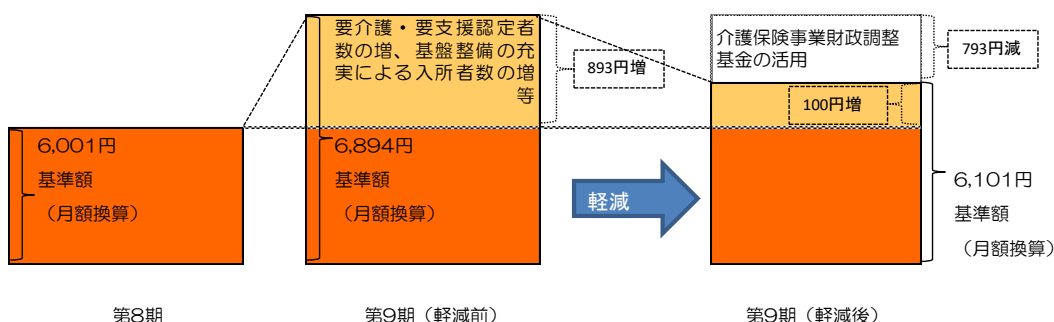 要介護・要支援認定者
数の増、基盤整備の充
実による入所者数の増
等
893円増
介護保険事業財政調整
基金の活用
793円減
100円増
6,001円
基準額
（月額換算）
6,894円
基準額
（月額換算）
軽減
6,101円
基準額
（月額換算）
第8期
第9期（軽減前）
第9期（軽減後）